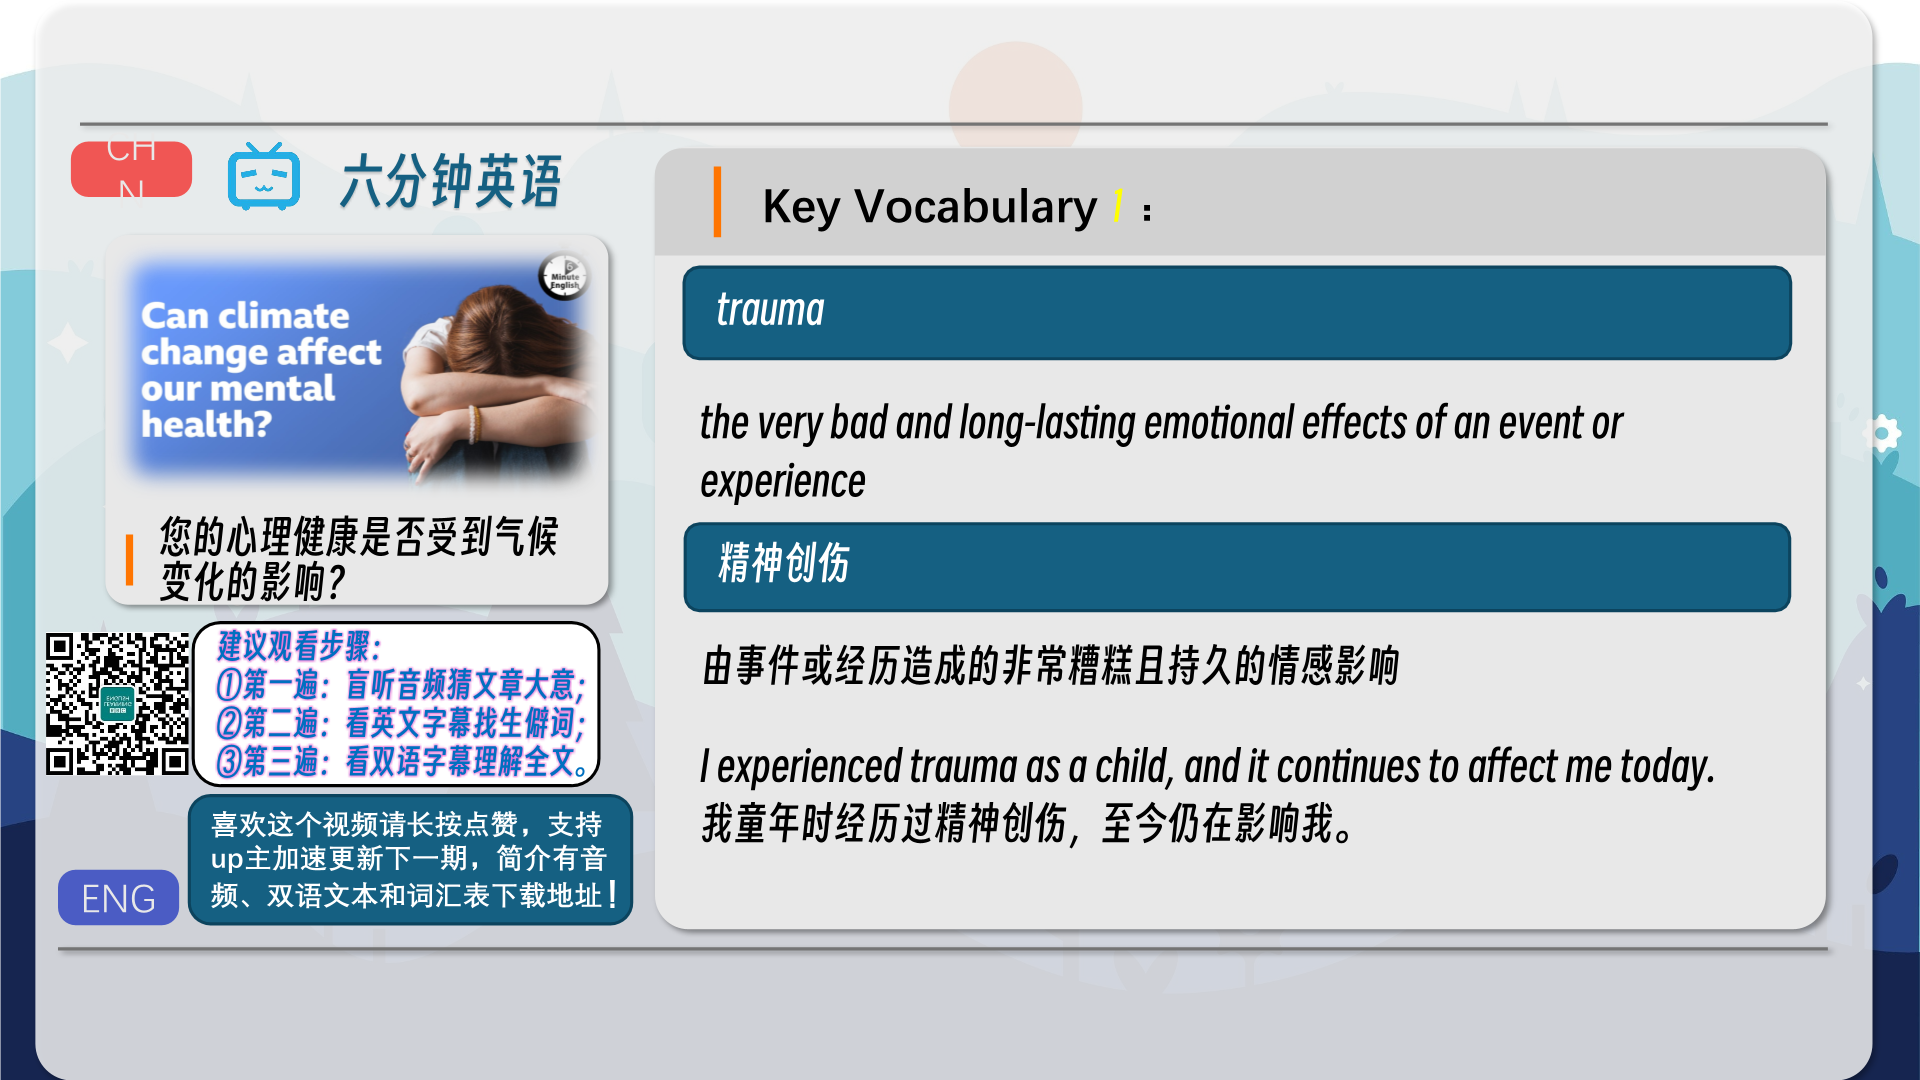 CH
N
六分钟英语
Minute
English
Can climate
change affect
our mental
health?
您的心理健康是否受到气候
变化的影响？
建议观看步骤：
①第一遍：盲听音频猜文章大意；
②第二遍：看英文字幕找生僻词；
③第三遍：看双语字幕理解全文。
喜欢这个视频请长按点赞，支持
up主加速更新下一期，简介有音
频、双语文本和词汇表下载地址！
ENG
Key Vocabulary 1：
trauma
the very bad and long-lasting emotional effects of an event or
experience
精神创伤
由事件或经历造成的非常糟糕且持久的情感影响
I experienced trauma as a child, and it continues to affect me today.
我童年时经历过精神创伤，至今仍在影响我。